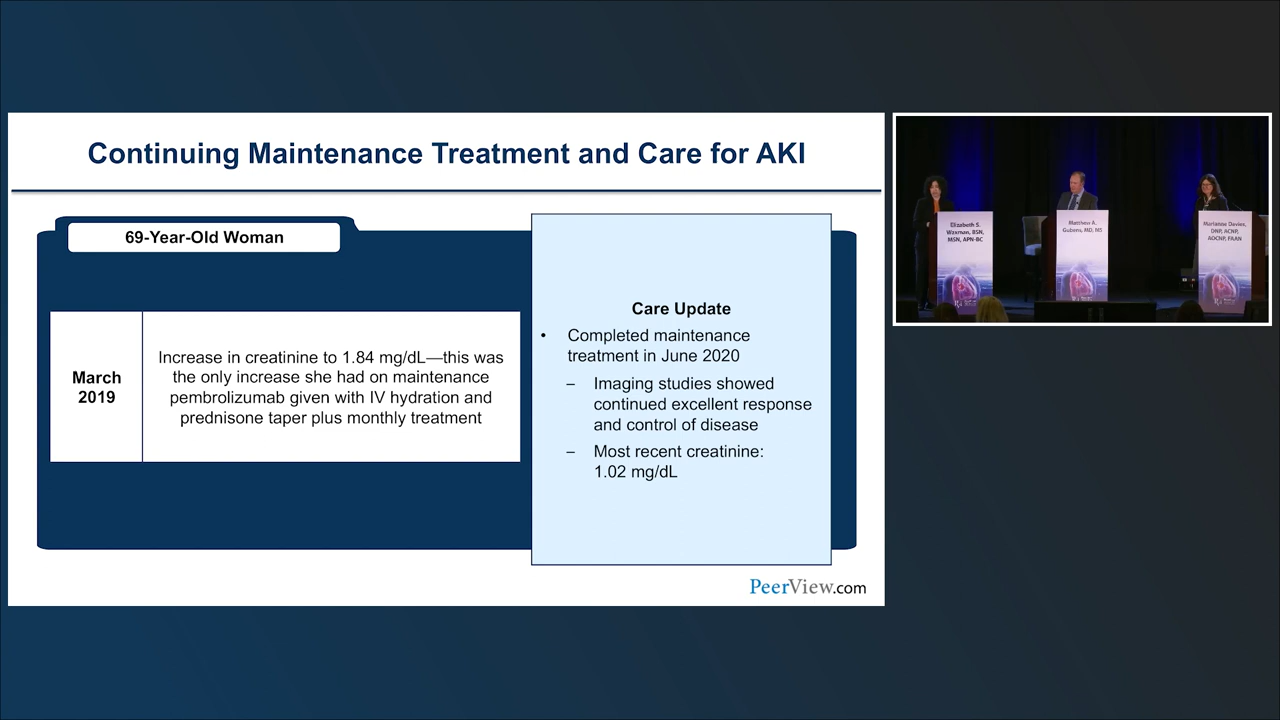 Continuing Maintenance Treatment and Care for AKI
69-Year-Old Woman
March
2019
Increase in creatinine to 1.84 mg/dL—this was
the only increase she had on maintenance
pembrolizumab given with IV hydration and
prednisone taper plus monthly treatment
Care Update
• Completed maintenance
treatment in June 2020
– Imaging studies showed
continued excellent response
and control of disease
– Most recent creatinine:
1.02 mg/dL
PeerView.com
Elizabeth S.
Waxman, BSN,
MSN, APN-BC
Matthew A.
Gubens, MD, MS
Marianne Davies,
DNP, ACNP,
AOCNP, FAAN